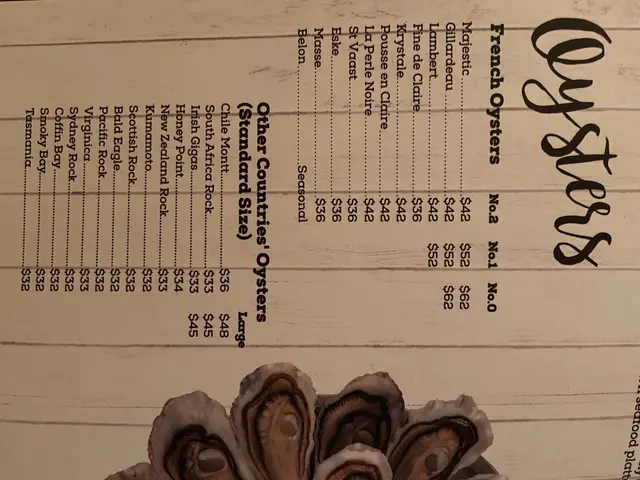 Oysters
French Oysters No.2 No.1 No.0
Majestic $42 $52 $62
Gillardeau $42 $52 $62
Lambert $42 $52
Fine de Claire $36
Krystale $42
Pousse en Claire $42
La Perle Noire $42
St Vaast $36
Eske $36
Masse $36
Belon Seasonal
Other Countries' Oysters
(Standard Size) Large
Chile Montt $36 $48
South Africa Rock $33 $45
Irish Gigas $33 $45
Honey Point $34
New Zealand Rock $33
Kumamoto $32
Scottish Rock $32
Bald Eagle $32
Pacific Rock $32
Virginica $33
Sydney Rock $32
Coffin Bay $32
Smoky Bay $32
Tasmania $32
seafood